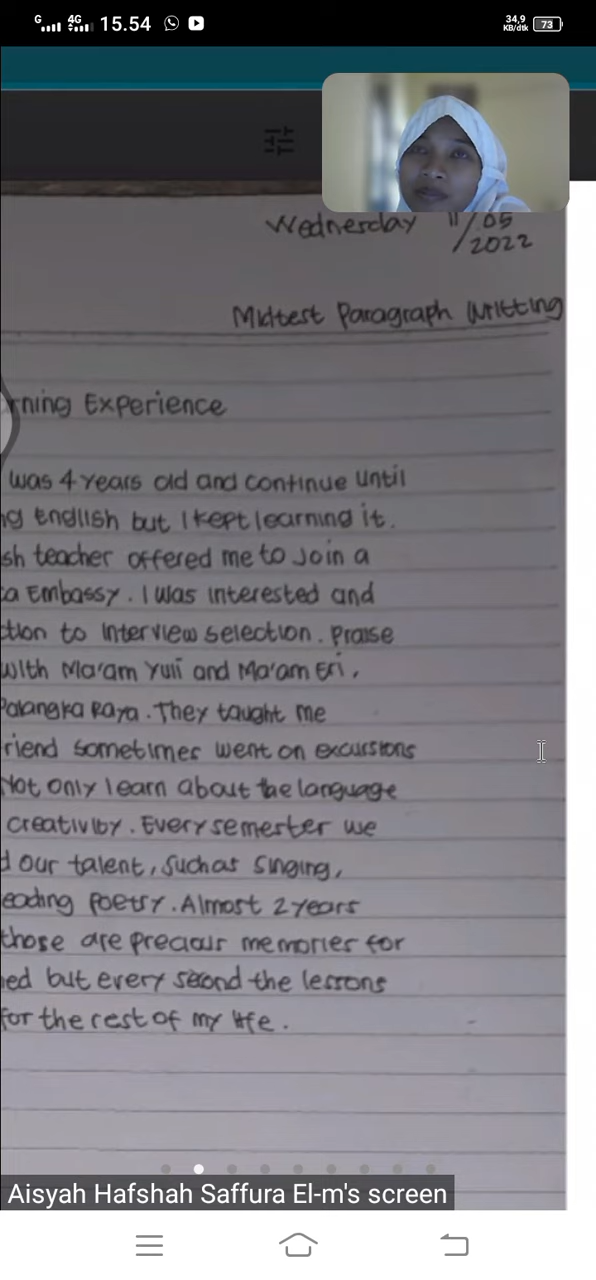 G 4G 15.54 34,9 KB/dtk 73
Wednesday 11/05/2022
Midtest Paragraph Writting
rning Experience
was 4 years old and continue until
ng english but I kept learning it.
sh teacher offered me to join a
ca Embassy. I was interested and
ction to interview selection. Praise
with Ma'am Yuli and Ma'am Eri,
Palangka Raya. They taught me
riend sometimes went on excursions
Not only learn about the language
creativity. Every semester we
d our talent, such as singing,
eading poetry. Almost 2 years
those are precious memories for
ed but every second the lessons
for the rest of my life.
Aisyah Hafshah Saffura El-m's screen